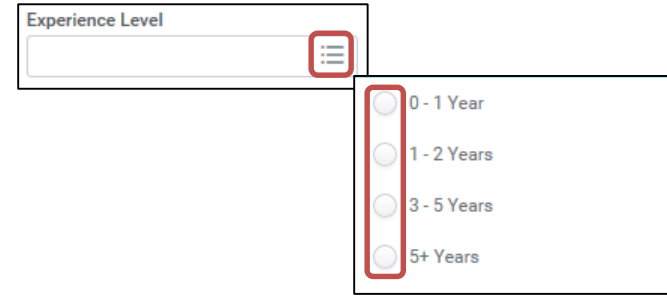 Experience Level
0 - 1 Year
1 - 2 Years
3 - 5 Years
5+ Years